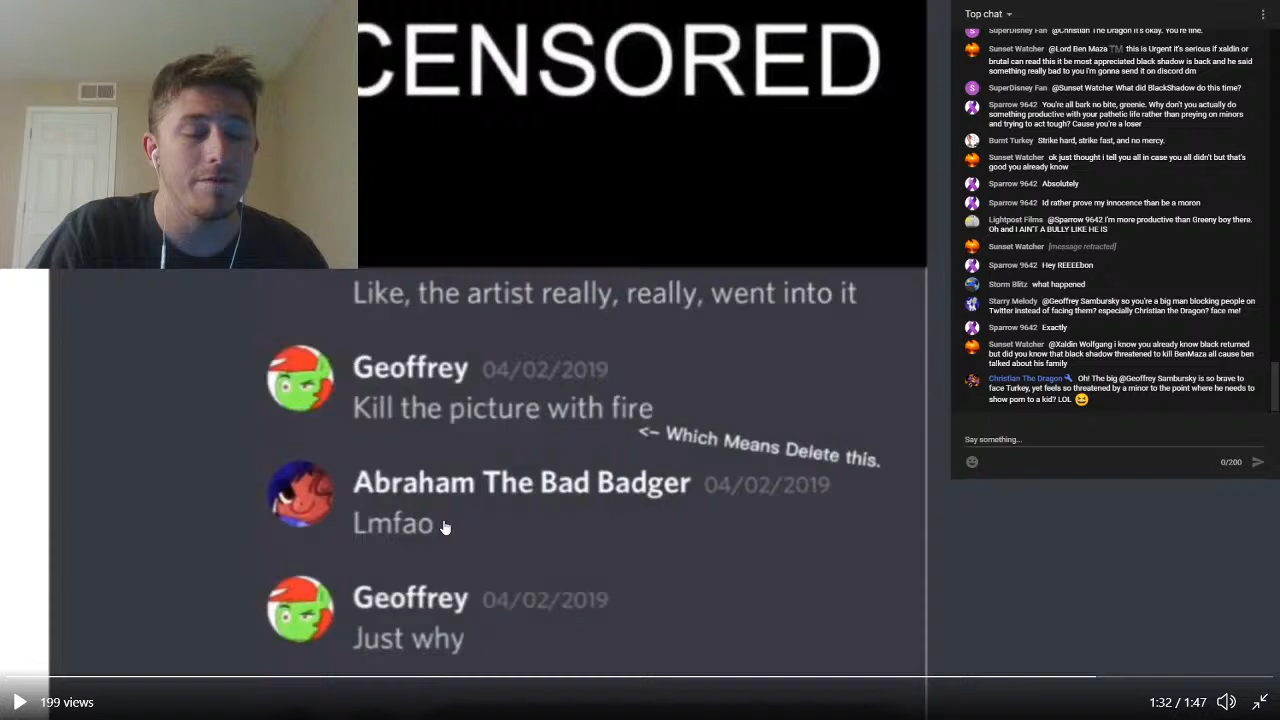 CENSORED
Like, the artist really, really, went into it
Geoffrey 04/02/2019
Kill the picture with fire
<– Which Means Delete this.
Abraham The Bad Badger 04/02/2019
Lmfao
Geoffrey 04/02/2019
Just why
199 views
1:32 / 1:47
Top chat
SuperDisney Fan @Christian The Dragon it's okay. You're fine.
Sunset Watcher @Lord Ben Maza TM this is Urgent it's serious if xaldin or
brutal can read this it be most appreciated black shadow is back and he said
something really bad to you i'm gonna send it on discord dm
SuperDisney Fan @Sunset Watcher What did BlackShadow do this time?
Sparrow 9642 You're all bark no bite, greenie. Why don't you actually do
something productive with your pathetic life rather than preying on minors
and trying to act tough? Cause you're a loser
Burnt Turkey Strike hard, strike fast, and no mercy.
Sunset Watcher ok just thought i tell you all in case you all didn't but that's
good you already know
Sparrow 9642 Absolutely
Sparrow 9642 Id rather prove my innocence than be a moron
Lightpost Films @Sparrow 9642 I'm more productive than Greeny boy there.
Oh and I AIN'T A BULLY LIKE HE IS
Sunset Watcher [message retracted]
Sparrow 9642 Hey REEEEbon
Storm Blitz what happened
Starry Melody @Geoffrey Sambursky so you're a big man blocking people on
Twitter instead of facing them? especially Christian the Dragon? face me!
Sparrow 9642 Exactly
Sunset Watcher @Xaldin Wolfgang i know you already know black returned
but did you know that black shadow threatened to kill BenMaza all cause ben
talked about his family
Christian The Dragon Oh! The big @Geoffrey Sambursky is so brave to
face Turkey, yet feels so threatened by a minor to the point where he needs to
show porn to a kid? LOL
Say something...
0/200